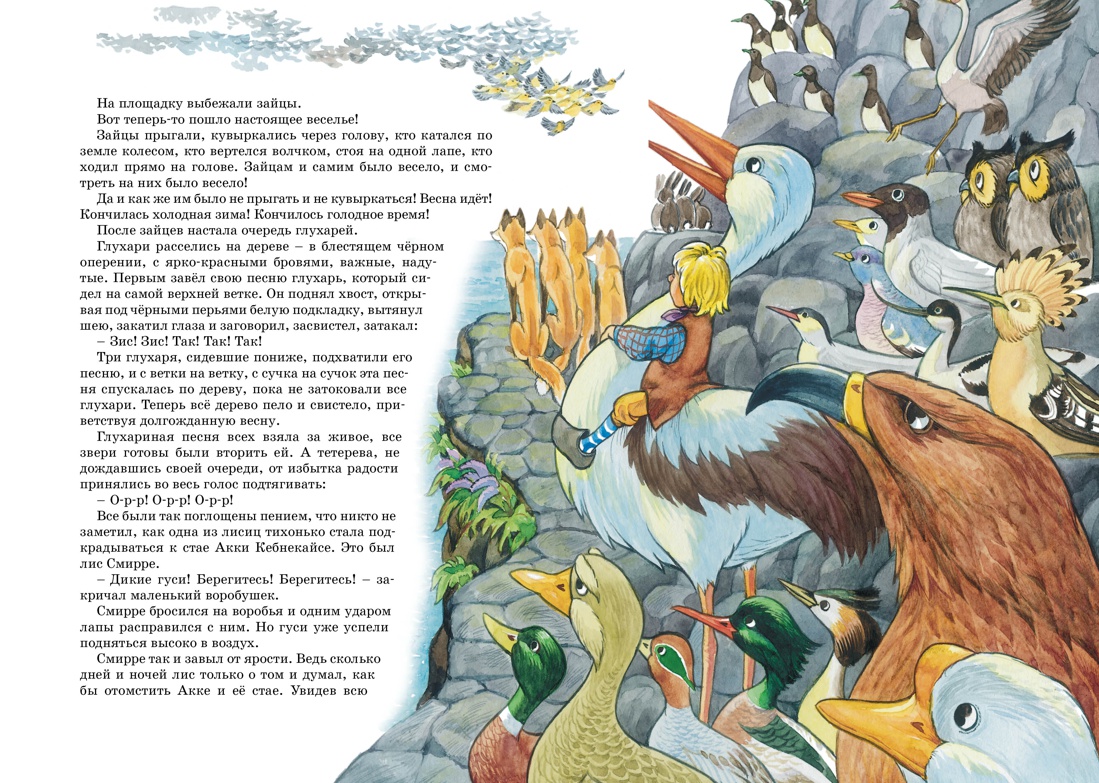 На площадку выбежали зайцы.
Вот теперь-то пошло настоящее веселье!
Зайцы прыгали, кувыркались через голову, кто катался по
земле колесом, кто вертелся волчком, стоя на одной лапе, кто
ходил прямо на голове. Зайцам и самим было весело, и смо-
треть на них было весело!
Да и как же им было не прыгать и не кувыркаться! Весна идёт!
Кончилась холодная зима! Кончилось голодное время!
После зайцев настала очередь глухарей.
Глухари расселись на дереве – в блестящем чёрном
оперении, с ярко-красными бровями, важные, наду-
тые. Первым завёл свою песню глухарь, который си-
дел на самой верхней ветке. Он поднял хвост, откры-
вая под чёрными перьями белую подкладку, вытянул
шею, закатил глаза и заговорил, засвистел, затакал:
– Зис! Зис! Так! Так! Так!
Три глухаря, сидевшие пониже, подхватили его
песню, и с ветки на ветку, с сучка на сучок эта пес-
ня спускалась по дереву, пока не затоковали все
глухари. Теперь всё дерево пело и свистело, при-
ветствуя долгожданную весну.
Глухариная песня всех взяла за живое, все
звери готовы были вторить ей. А тетерева, не
дождавшись своей очереди, от избытка радости
принялись во весь голос подтягивать:
– О-р-р! О-р-р! О-р-р!
Все были так поглощены пением, что никто не
заметил, как одна из лисиц тихонько стала под-
крадываться к стае Акки Кебнекайсе. Это был
лис Смирре.
– Дикие гуси! Берегитесь! Берегитесь! – за-
кричал маленький воробушек.
Смирре бросился на воробья и одним ударом
лапы расправился с ним. Но гуси уже успели
подняться высоко в воздух.
Смирре так и завыл от ярости. Ведь сколько
дней и ночей лис только о том и думал, как
бы отомстить Акке и её стае. Увидев всю